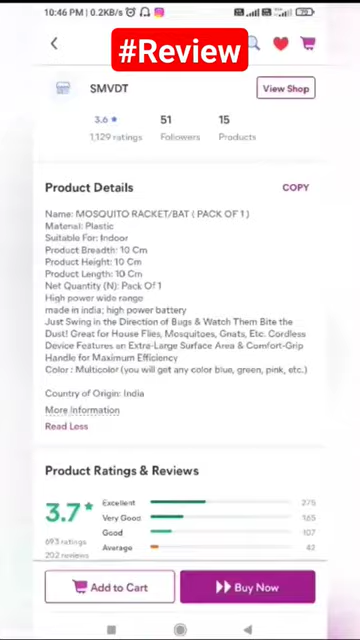 10:46 PM | 0.2KB/s
#Review
SMVDT
View Shop
3.6 ★
51
15
1,129 ratings
Followers
Products
Product Details
COPY
Name: MOSQUITO RACKET/BAT ( PACK OF 1 )
Material: Plastic
Suitable For: Indoor
Product Breadth: 10 Cm
Product Height: 10 Cm
Product Length: 10 Cm
Net Quantity (N): Pack Of 1
High power wide range
made in india; high power battery
Just Swing in the Direction of Bugs & Watch Them Bite the
Dust! Great for House Flies, Mosquitoes, Gnats, Etc. Cordless
Device Features an Extra-Large Surface Area & Comfort-Grip
Handle for Maximum Efficiency
Color : Multicolor (you will get any color blue, green, pink, etc.)
Country of Origin: India
More Information
Read Less
Product Ratings & Reviews
3.7 ★
Excellent 275
Very Good 165
Good 107
693 ratings
Average 42
202 reviews
Add to Cart
Buy Now